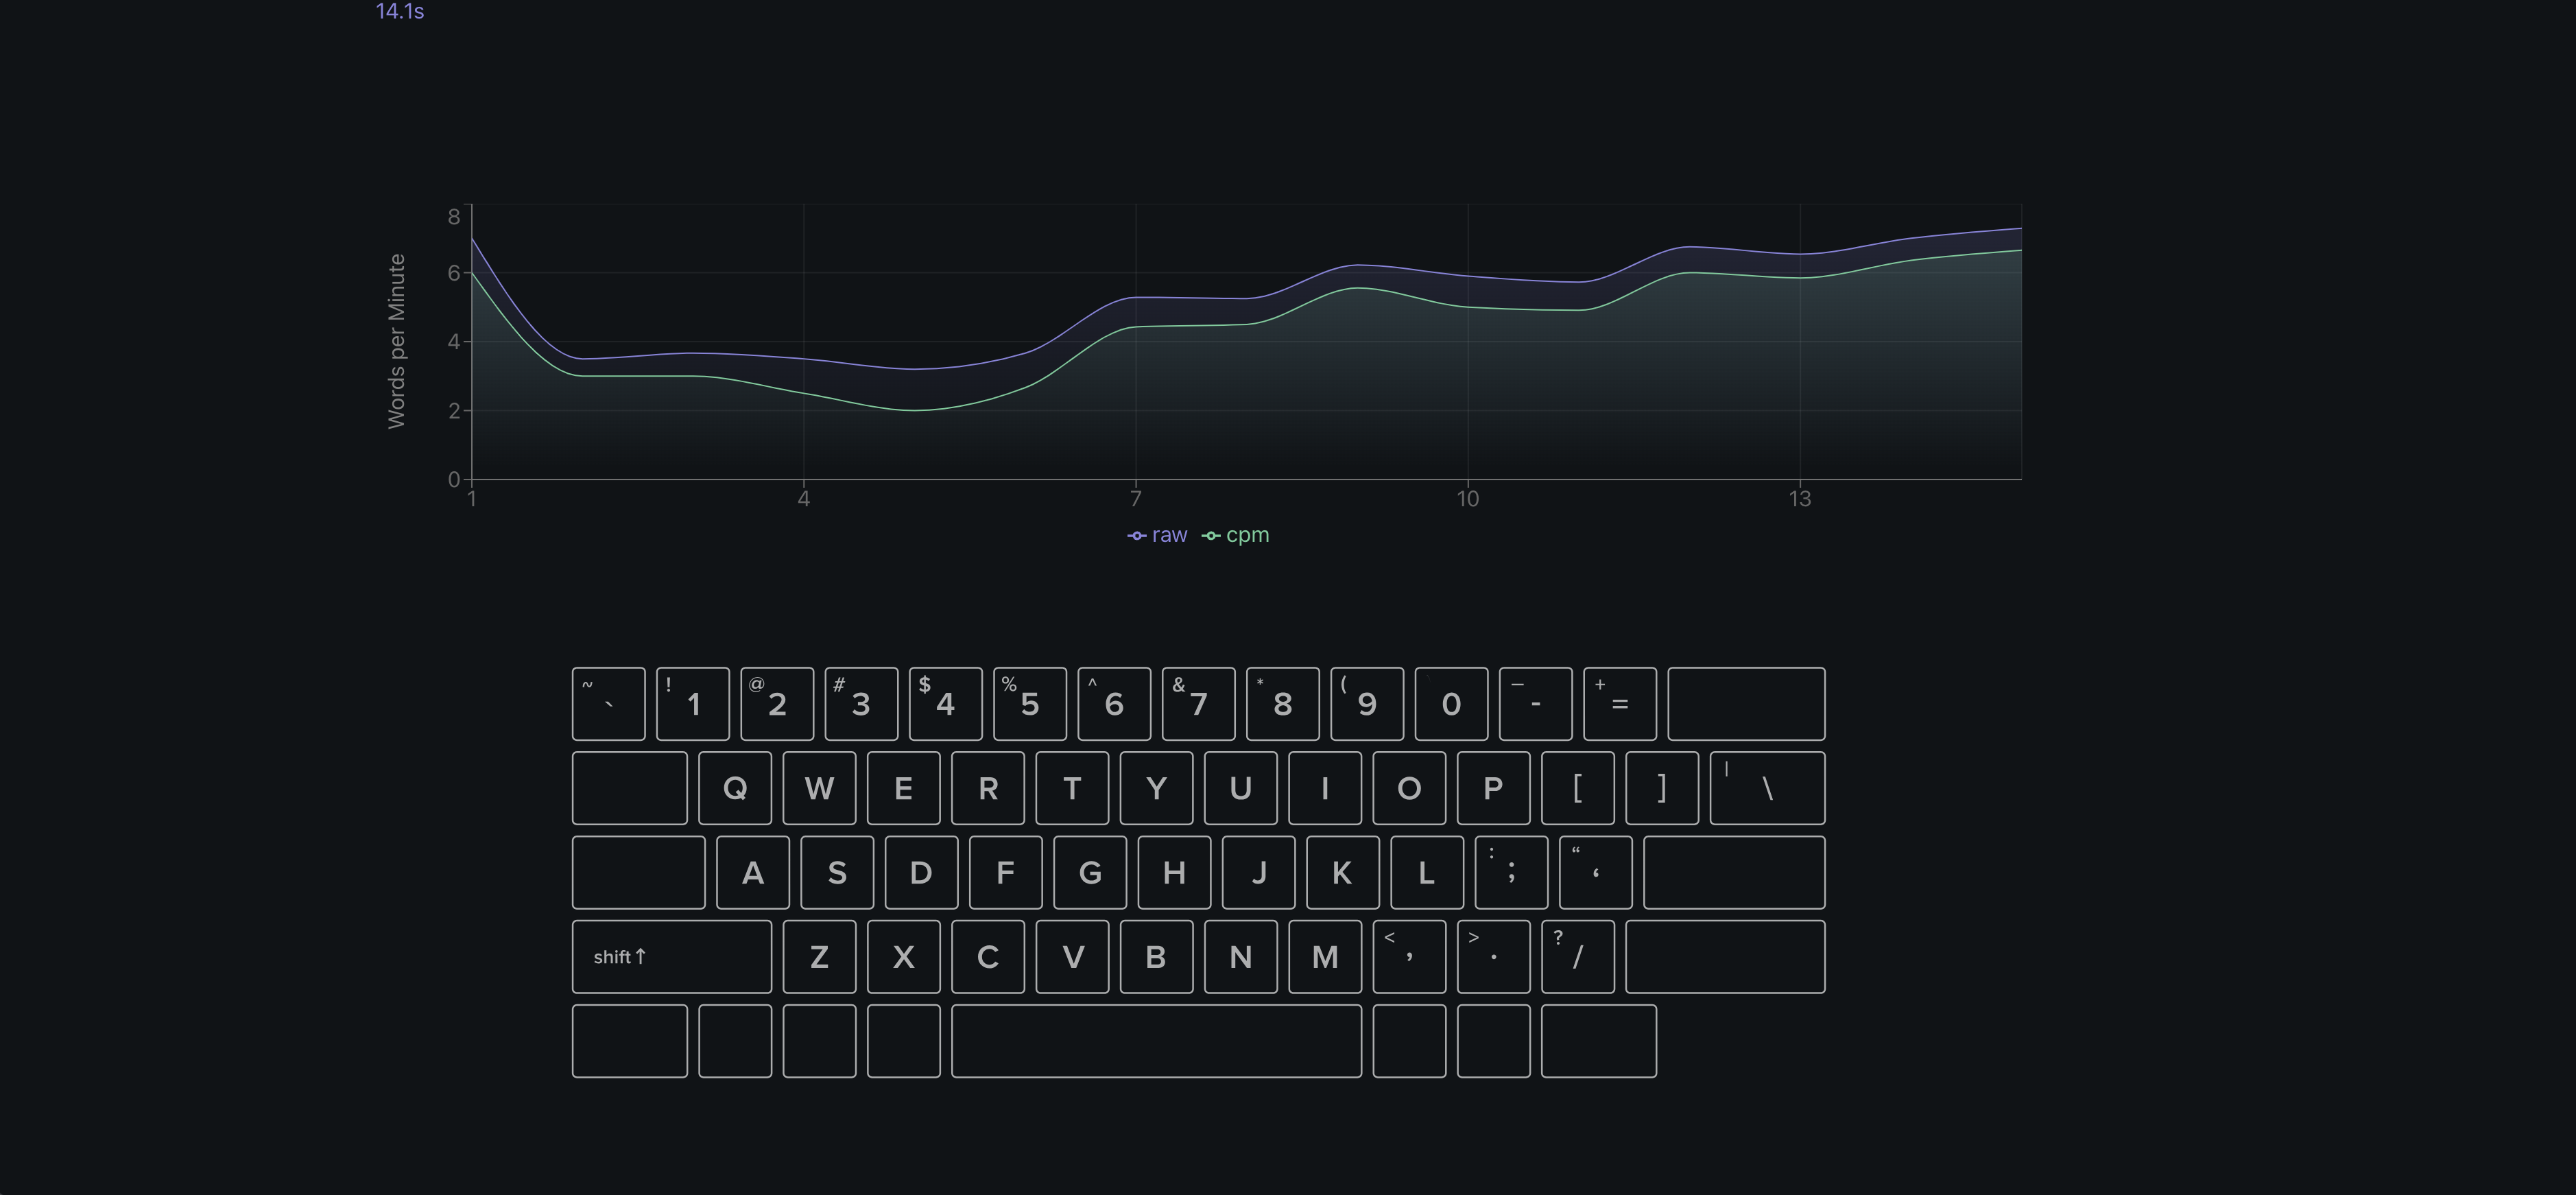 14.1s
Words per Minute
8
6
4
2
0
1 4 7 10 13
raw cpm
~ ` ! 1 @ 2 # 3 $ 4 % 5 ^ 6 & 7 * 8 ( 9 0 _ - + =
Q W E R T Y U I O P [ ] | \
A S D F G H J K L : ; “ ‘
shift↑ Z X C V B N M < , > . ? /